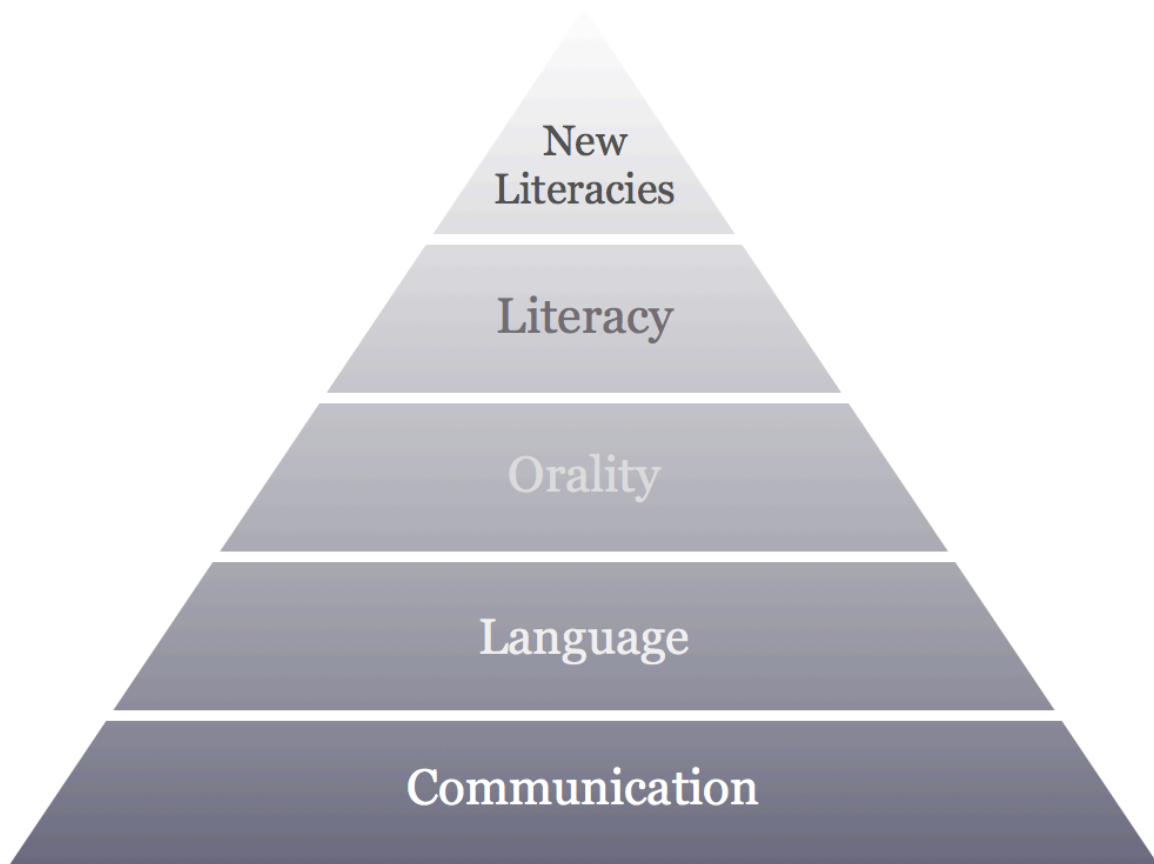 New
Literacies
Literacy
Orality
Language
Communication